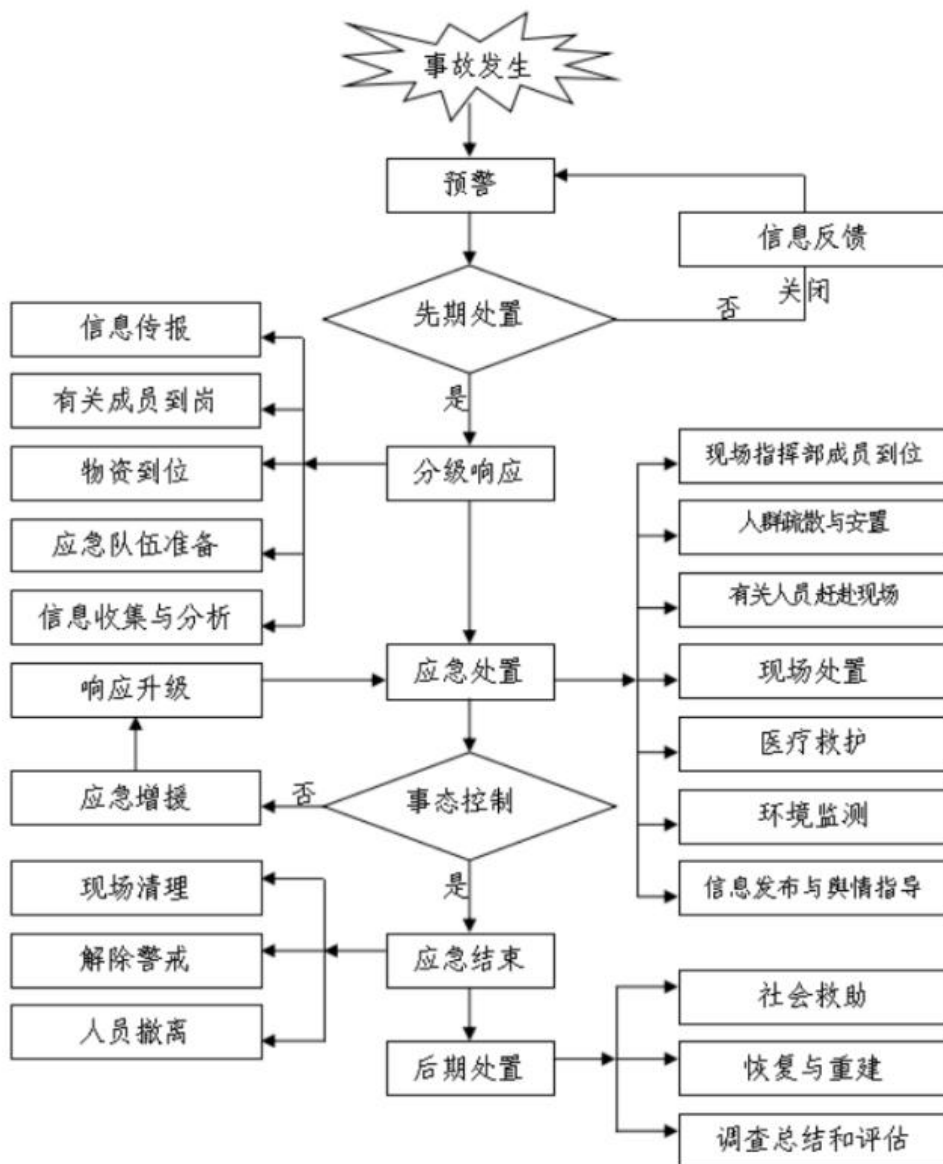 事故发生
预警
信息反馈
关闭
先期处置
否
是
信息传报
有关成员到岗
物资到位
应急队伍准备
信息收集与分析
分级响应
现场指挥部成员到位
人群疏散与安置
有关人员赶赴现场
现场处置
医疗救护
环境监测
信息发布与舆情指导
响应升级
应急处置
应急增援
否
事态控制
是
现场清理
解除警戒
人员撤离
应急结束
后期处置
社会救助
恢复与重建
调查总结和评估